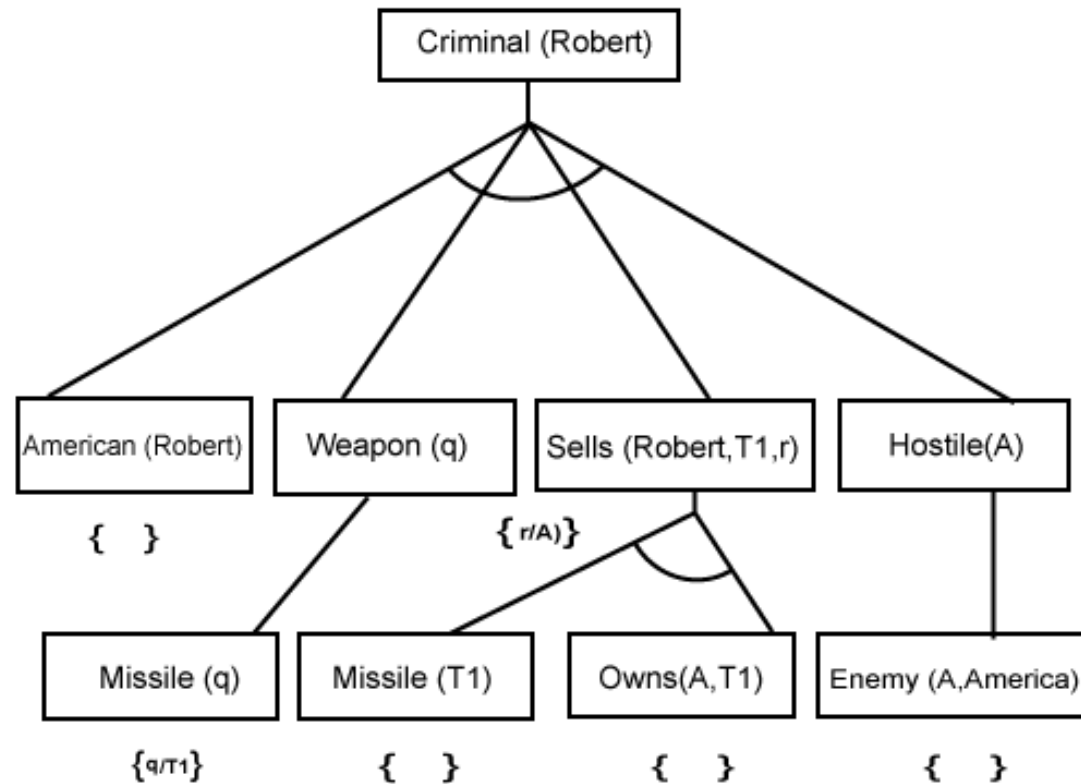 Criminal (Robert)
American (Robert)
Weapon (q)
Sells (Robert,T1,r)
Hostile(A)
{ }
{ r/A)}
Missile (q)
Missile (T1)
Owns(A,T1)
Enemy (A,America)
{q/T1}
{ }
{ }
{ }